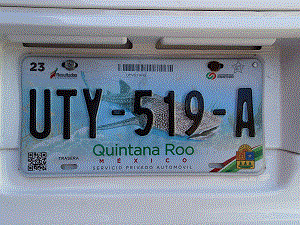 23
UTY-519-A
Quintana Roo
MÉXICO
TRASERA
SERVICIO PRIVADO AUTOMÓVIL